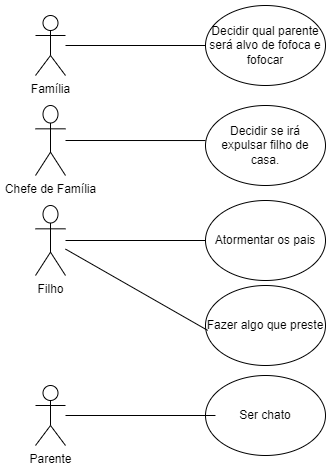 Decidir qual parente
será alvo de fofoca e
fofocar
Família
Decidir se irá
expulsar filho de
casa.
Chefe de Família
Atormentar os pais
Filho
Fazer algo que preste
Ser chato
Parente